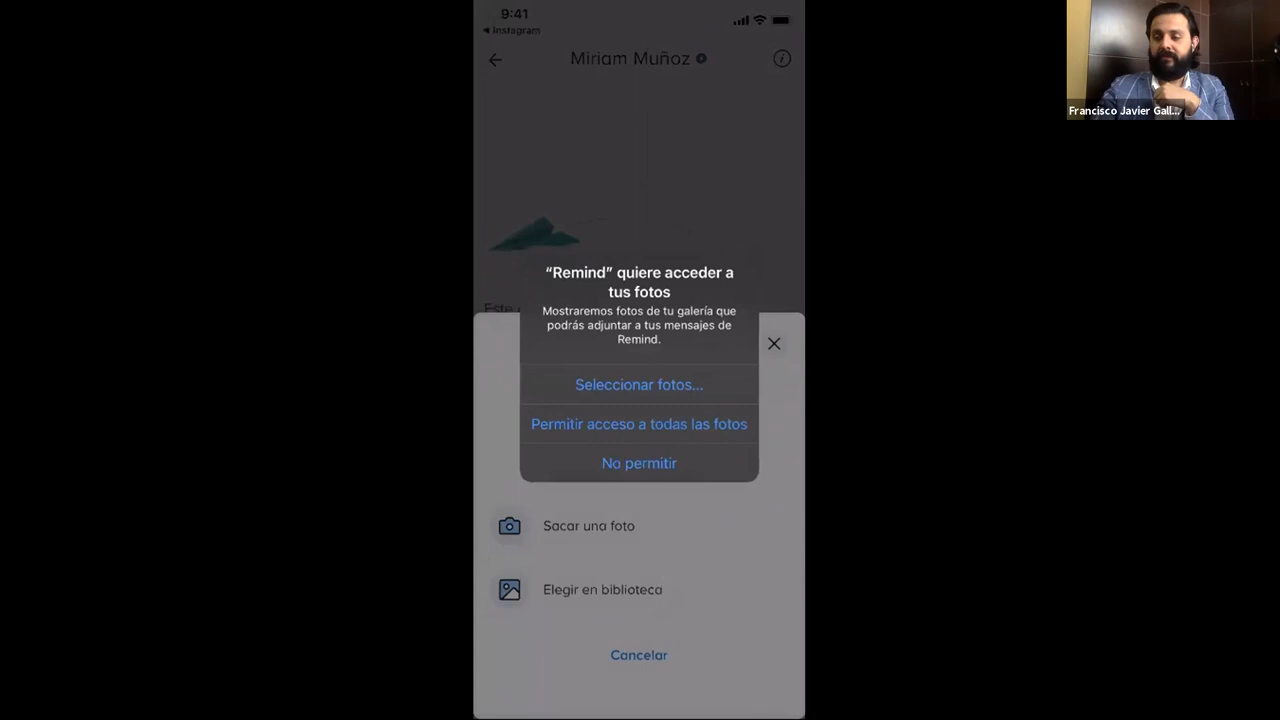 9:41
◀ Instagram
Miriam Muñoz
Francisco Javier Gall...
Este
“Remind” quiere acceder a
tus fotos
Mostraremos fotos de tu galería que
podrás adjuntar a tus mensajes de
Remind.
Seleccionar fotos...
Permitir acceso a todas las fotos
No permitir
Sacar una foto
Elegir en biblioteca
Cancelar